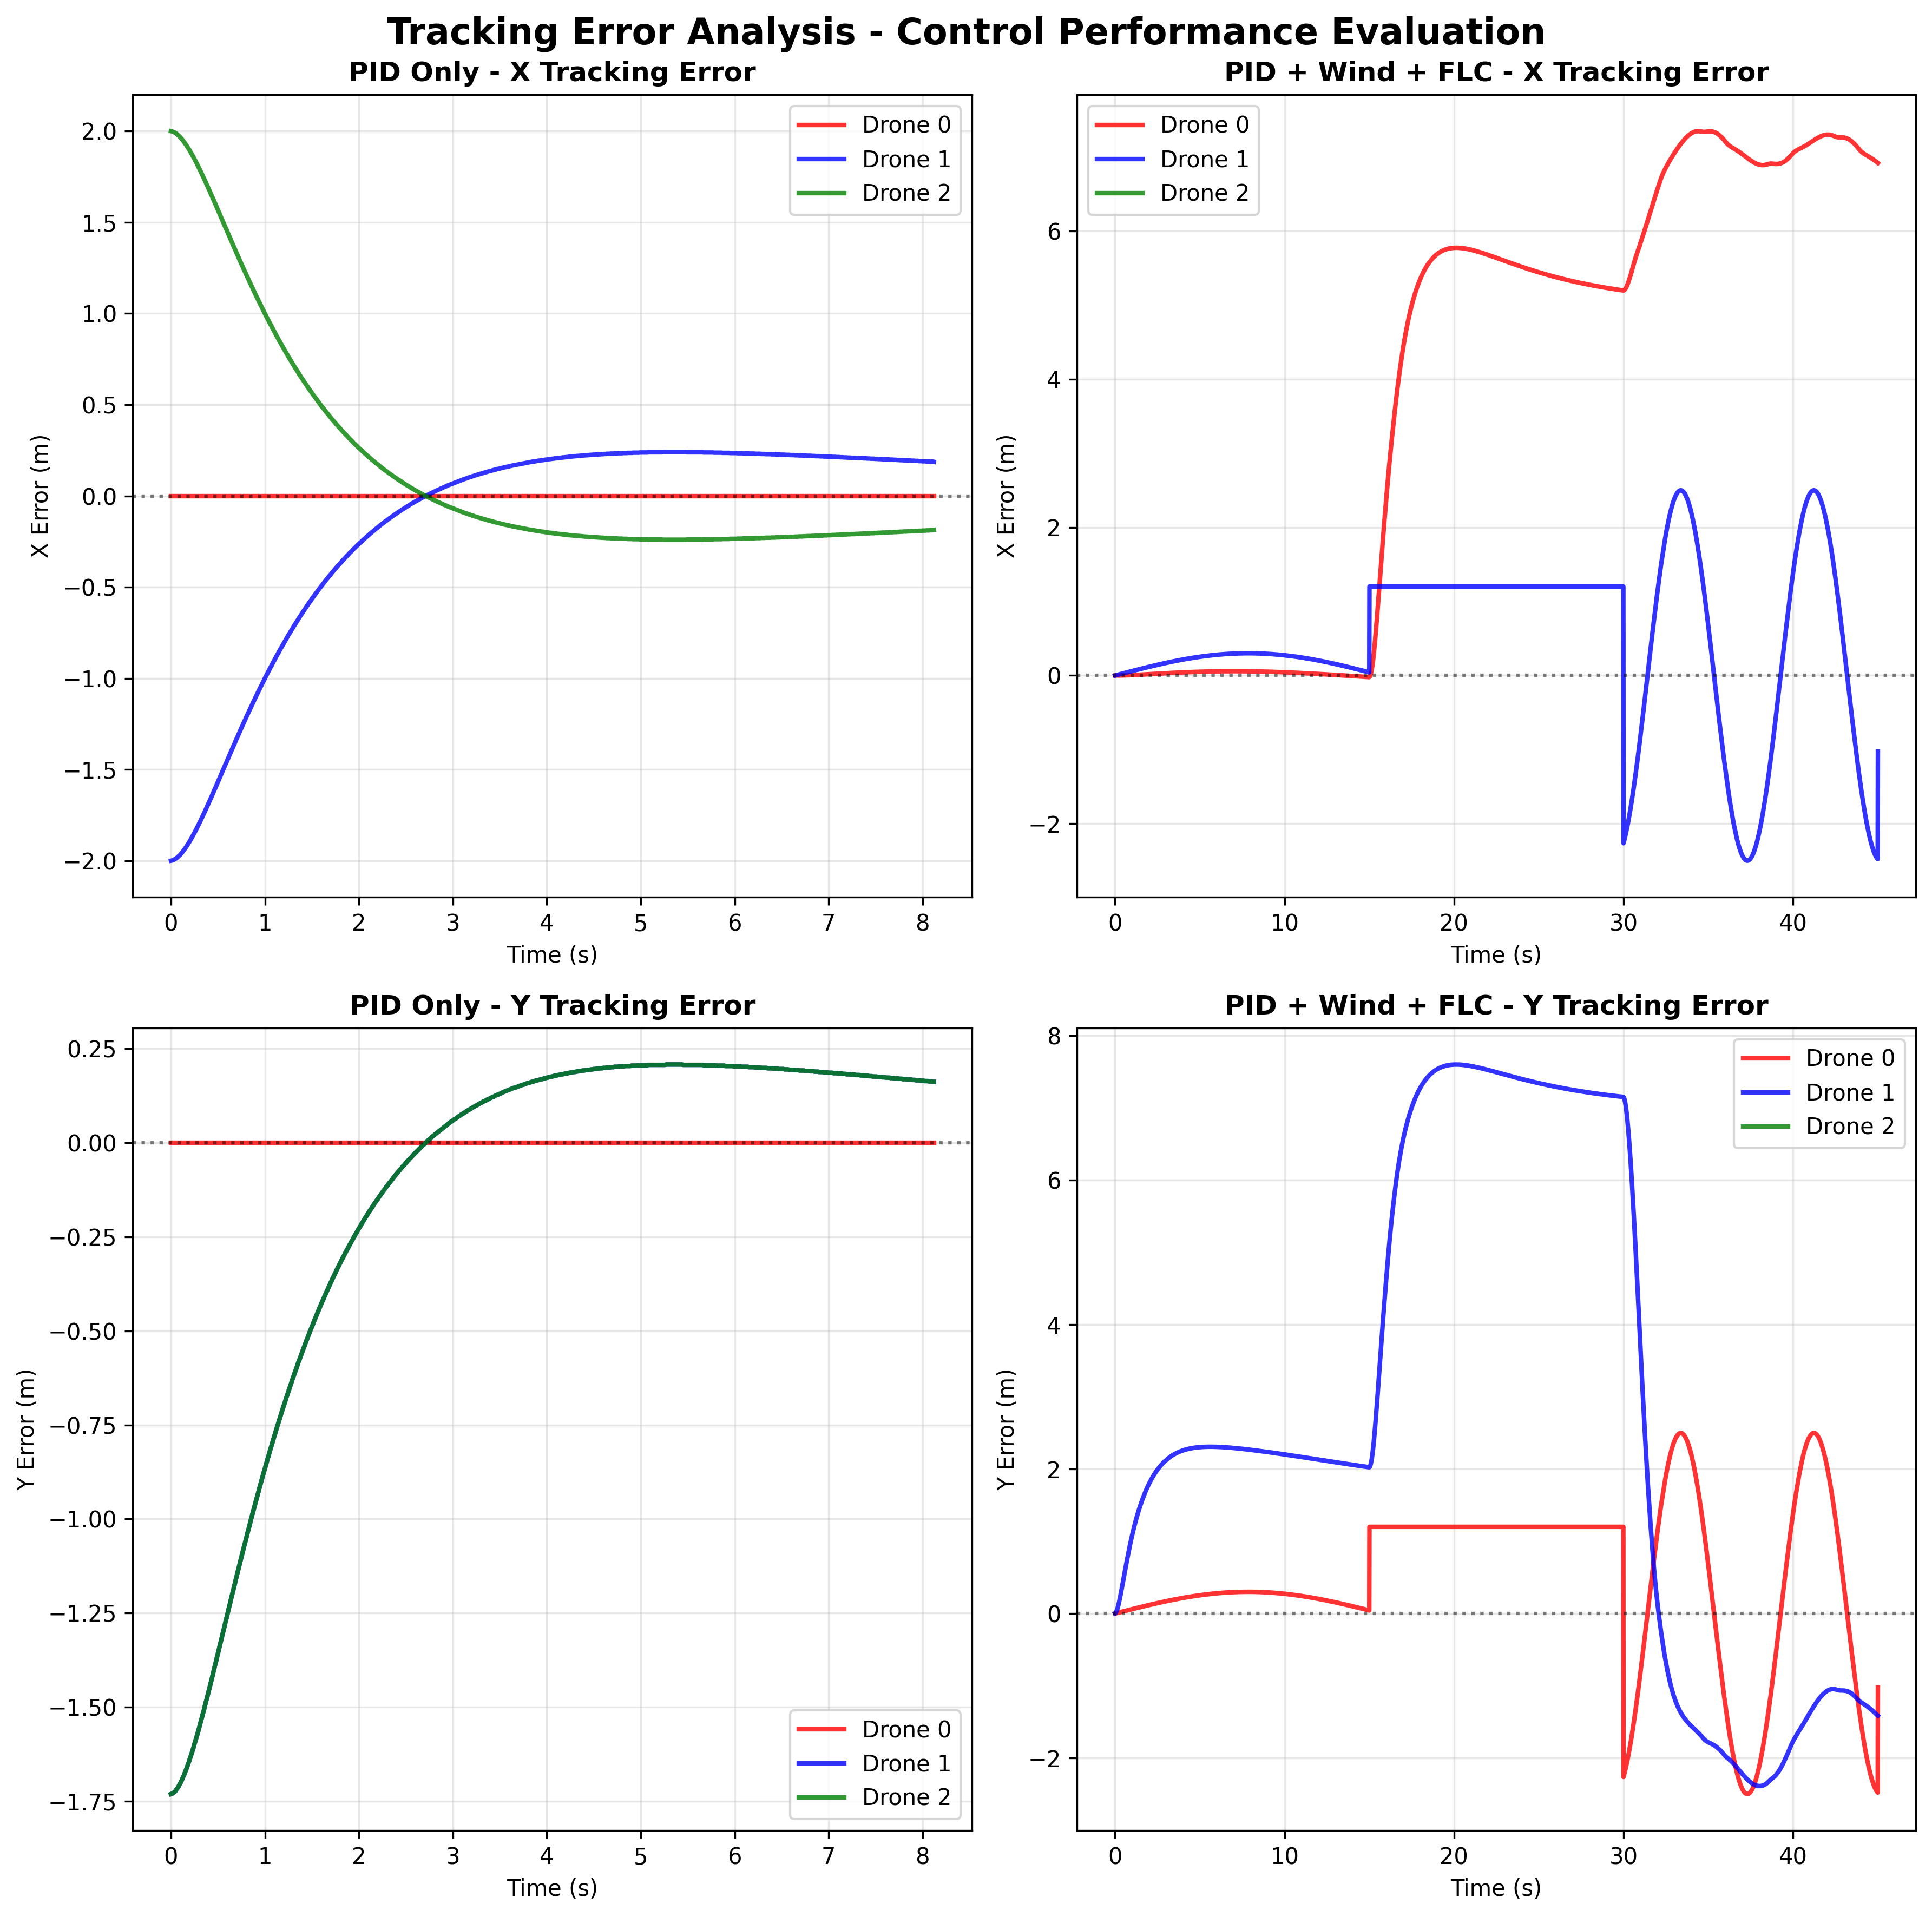 Tracking Error Analysis - Control Performance Evaluation
PID Only - X Tracking Error
Drone 0
Drone 1
Drone 2
2.0
1.5
1.0
0.5
0.0
−0.5
−1.0
−1.5
−2.0
X Error (m)
0 1 2 3 4 5 6 7 8
Time (s)
PID + Wind + FLC - X Tracking Error
Drone 0
Drone 1
Drone 2
6
4
2
0
−2
X Error (m)
0 10 20 30 40
Time (s)
PID Only - Y Tracking Error
0.25
0.00
−0.25
−0.50
−0.75
−1.00
−1.25
−1.50
−1.75
Y Error (m)
Drone 0
Drone 1
Drone 2
0 1 2 3 4 5 6 7 8
Time (s)
PID + Wind + FLC - Y Tracking Error
Drone 0
Drone 1
Drone 2
8
6
4
2
0
−2
Y Error (m)
0 10 20 30 40
Time (s)